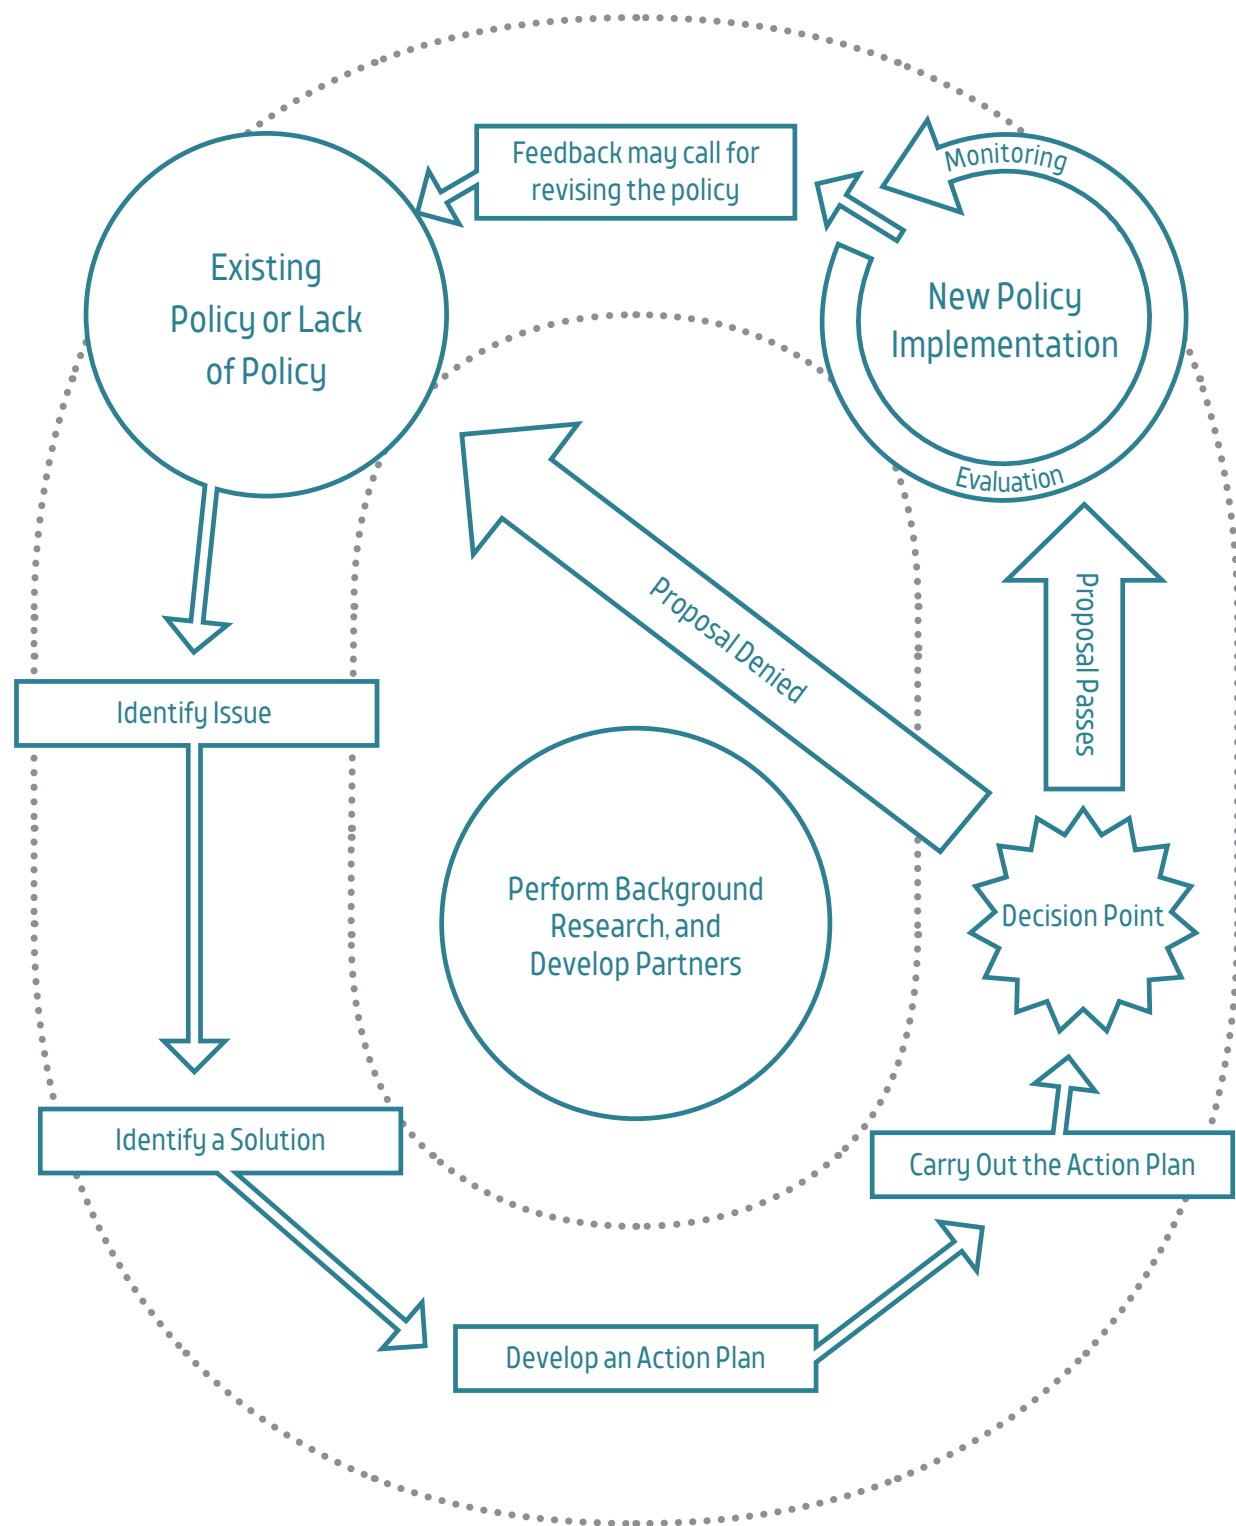 Feedback may call for
revising the policy
Monitoring
Existing
Policy or Lack
of Policy
New Policy
Implementation
Evaluation
Proposal Denied
Proposal Passes
Identify Issue
Perform Background
Research, and
Develop Partners
Decision Point
Identify a Solution
Carry Out the Action Plan
Develop an Action Plan